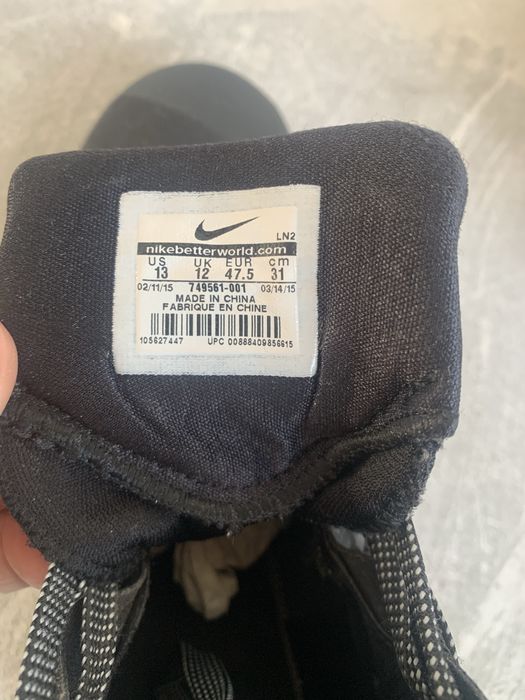 LN2
nikebetterworld.com
US UK EUR cm
13 12 47.5 31
02/11/15 749561-001 03/14/15
MADE IN CHINA
FABRIQUE EN CHINE
105627447 UPC 00888409856615